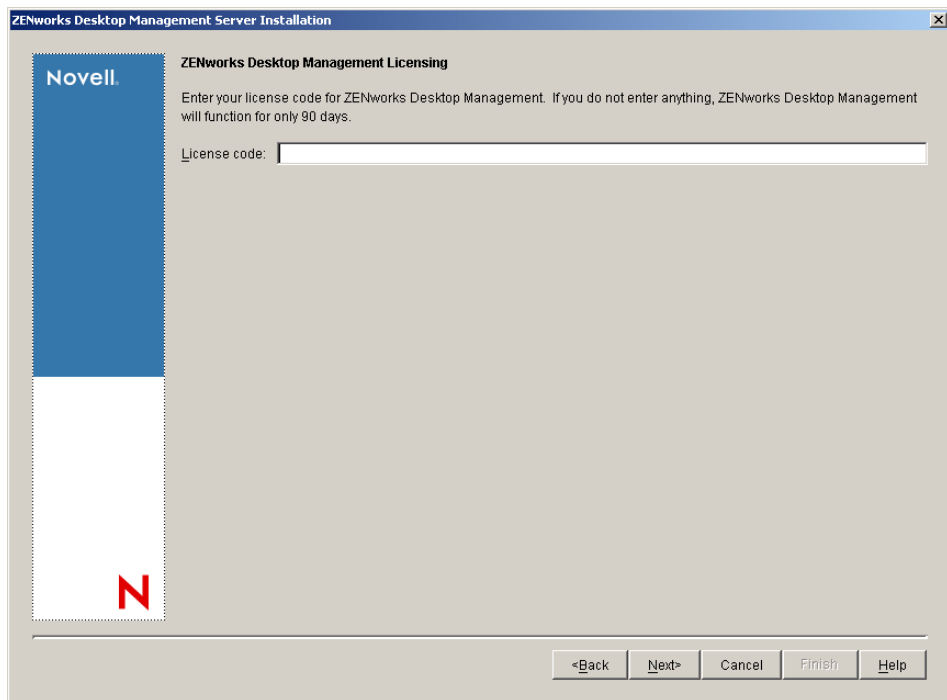 ZENworks Desktop Management Server Installation
Novell.
ZENworks Desktop Management Licensing
Enter your license code for ZENworks Desktop Management. If you do not enter anything, ZENworks Desktop Management
will function for only 90 days.
License code:
N
<Back Next> Cancel Finish Help